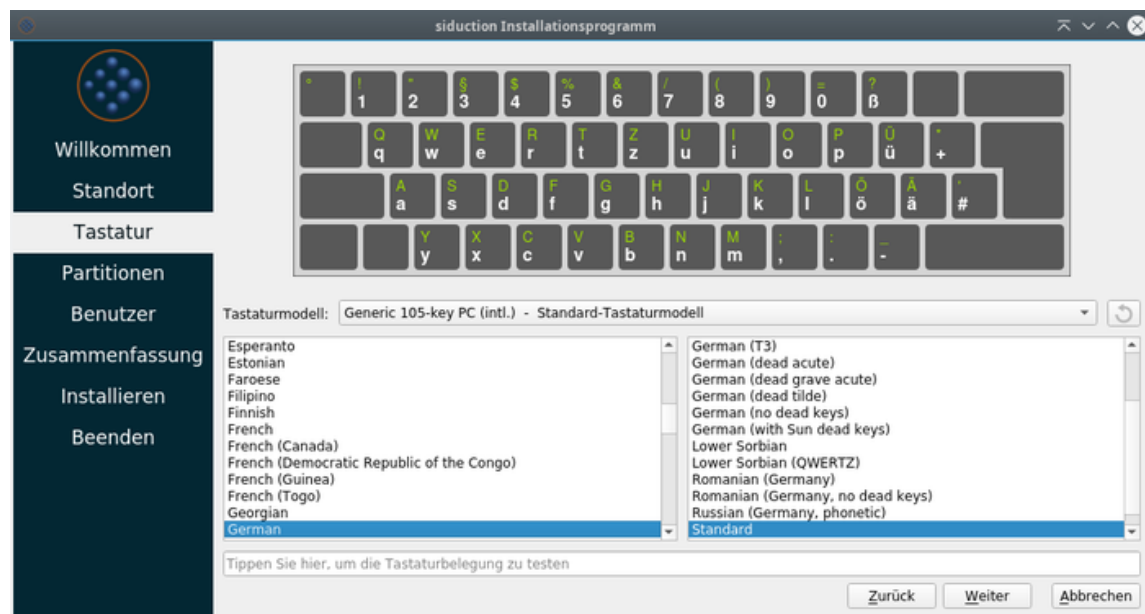 siduction Installationsprogramm
Willkommen
Standort
Tastatur
Partitionen
Benutzer
Zusammenfassung
Installieren
Beenden
° ! " § $ % & / ( ) = ?
1 2 3 4 5 6 7 8 9 0 ß
Q W E R T Z U I O P Ü *
q w e r t z u i o p ü +
A S D F G H J K L Ö Ä '
a s d f g h j k l ö ä #
Y X C V B N M ; : _
y x c v b n m , . -
Tastaturmodell: Generic 105-key PC (intl.) - Standard-Tastaturmodell
Esperanto
Estonian
Faroese
Filipino
Finnish
French
French (Canada)
French (Democratic Republic of the Congo)
French (Guinea)
French (Togo)
Georgian
German
German (T3)
German (dead acute)
German (dead grave acute)
German (dead tilde)
German (no dead keys)
German (with Sun dead keys)
Lower Sorbian
Lower Sorbian (QWERTZ)
Romanian (Germany)
Romanian (Germany, no dead keys)
Russian (Germany, phonetic)
Standard
Tippen Sie hier, um die Tastaturbelegung zu testen
Zurück Weiter Abbrechen